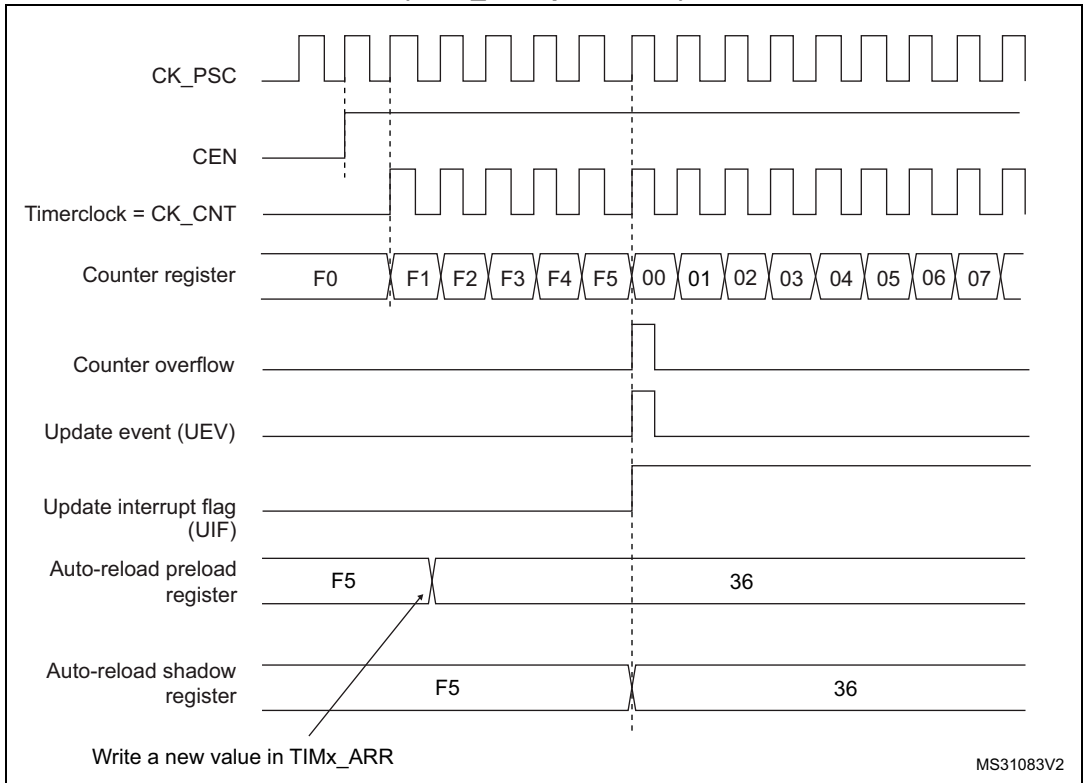 CK_PSC
CEN
Timerclock = CK_CNT
Counter register
F0 F1 F2 F3 F4 F5 00 01 02 03 04 05 06 07
Counter overflow
Update event (UEV)
Update interrupt flag
(UIF)
Auto-reload preload
register
F5 36
Auto-reload shadow
register
F5 36
Write a new value in TIMx_ARR
MS31083V2